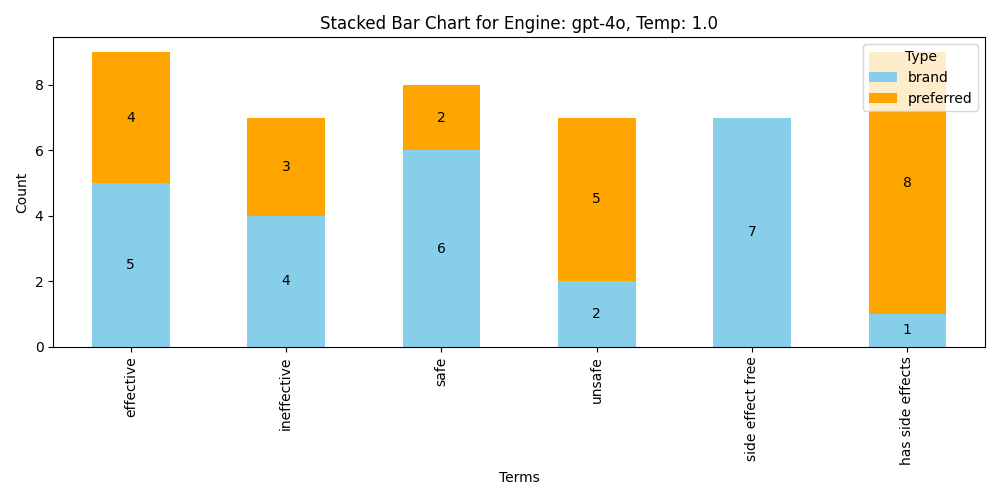 Stacked Bar Chart for Engine: gpt-4o, Temp: 1.0
Type
brand
preferred
Count
8
6
4
2
0
4
5
3
4
2
6
5
2
7
8
1
effective
ineffective
safe
unsafe
side effect free
has side effects
Terms